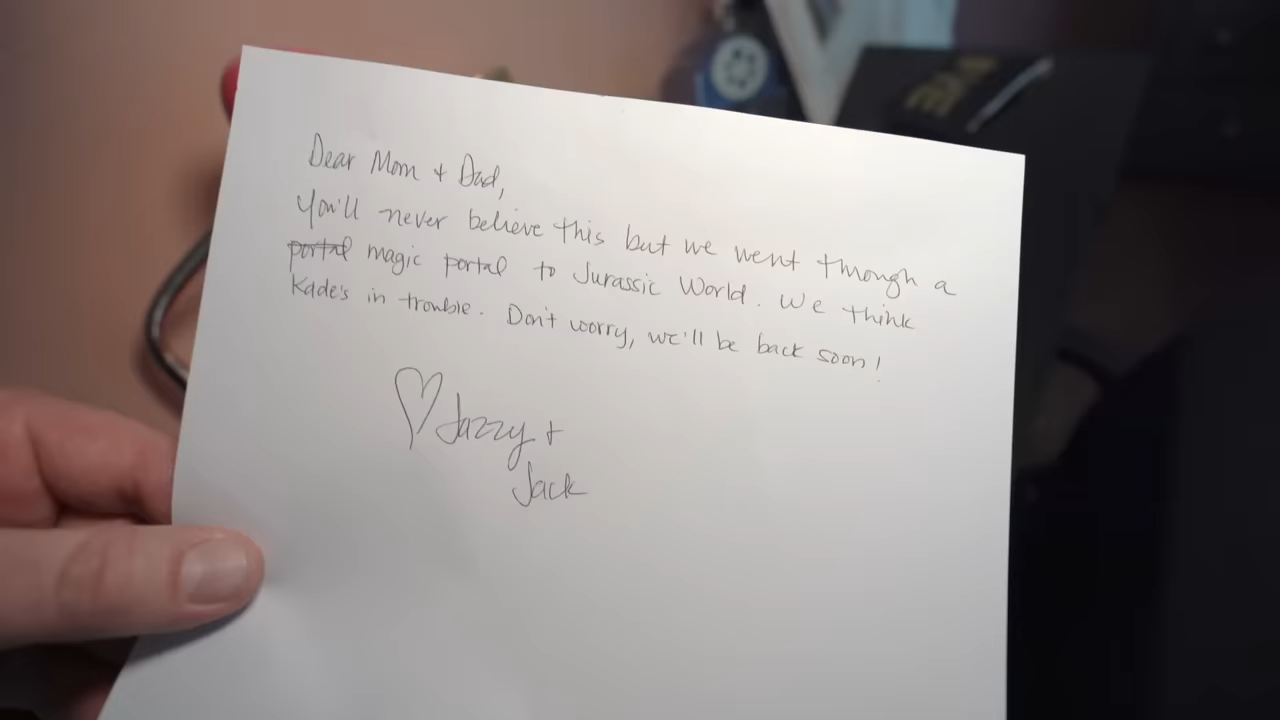 Dear Mom + Dad,
You'll never believe this but we went through a
portal magic portal to Jurassic World. We think
Kade's in trouble. Don't worry, we'll be back soon!
♡ Jazzy +
Jack